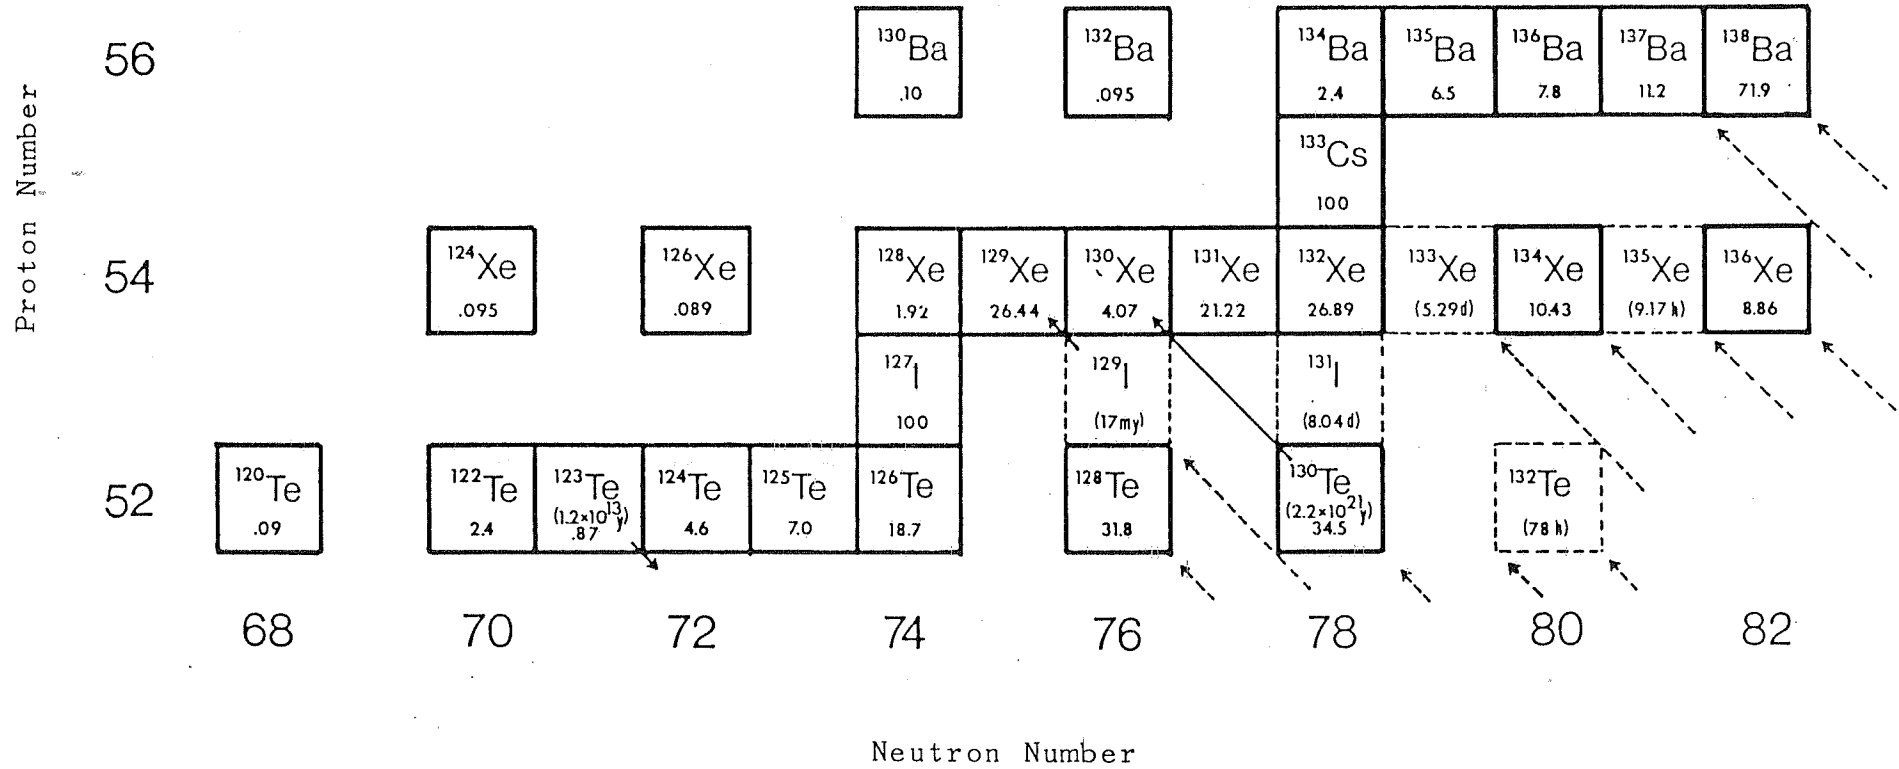 Proton Number
56
¹³⁰Ba
.10
¹³²Ba
.095
¹³⁴Ba
2.4
¹³⁵Ba
6.5
¹³⁶Ba
7.8
¹³⁷Ba
11.2
¹³⁸Ba
71.9
¹³³Cs
100
54
¹²⁴Xe
.095
¹²⁶Xe
.089
¹²⁸Xe
1.92
¹²⁹Xe
26.44
¹³⁰Xe
4.07
¹³¹Xe
21.22
¹³²Xe
26.89
¹³³Xe
(5.29d)
¹³⁴Xe
10.43
¹³⁵Xe
(9.17h)
¹³⁶Xe
8.86
¹²⁷I
100
¹²⁹I
(17my)
¹³¹I
(8.04d)
52
¹²⁰Te
.09
¹²²Te
2.4
¹²³Te
(1.2×10¹³y)
.87
¹²⁴Te
4.6
¹²⁵Te
7.0
¹²⁶Te
18.7
¹²⁸Te
31.8
¹³⁰Te
(2.2×10²¹y)
34.5
¹³²Te
(78h)
68 70 72 74 76 78 80 82
Neutron Number